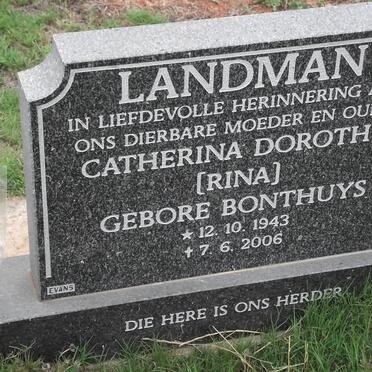 LANDMAN
IN LIEFDEVOLLE HERINNERING
ONS DIERBARE MOEDER EN
CATHERINA DOROTH
[RINA]
GEBORE BONTHUYS
★ 12. 10. 1943
† 7. 6. 2006
EVANS
DIE HERE IS ONS HERDER